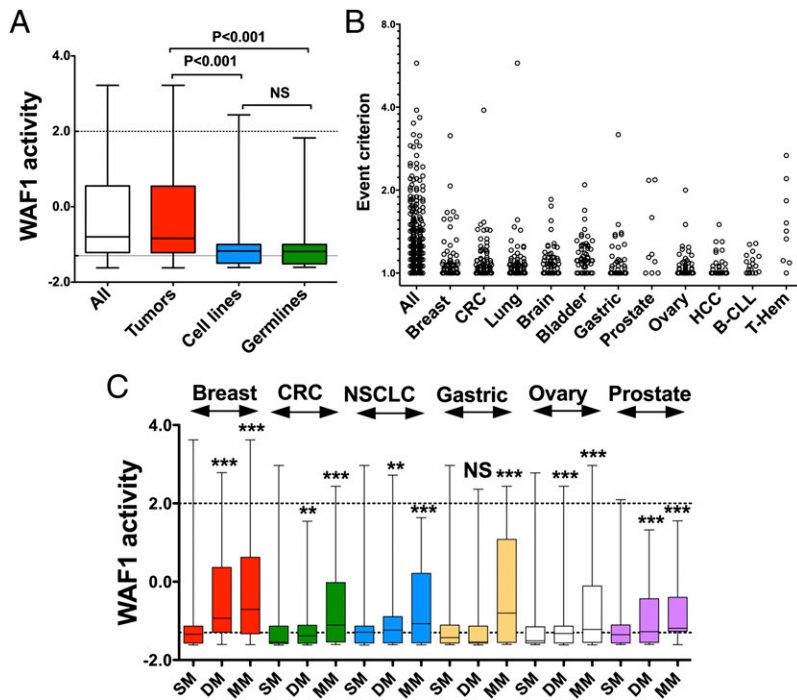 A
P<0.001
P<0.001
NS
WAF1 activity
4.0
2.0
-0.0
-2.0
All
Tumors
Cell lines
Germlines
B
Event criterion
8.0
4.0
2.0
1.0
All
Breast
CRC
Lung
Brain
Bladder
Gastric
Prostate
Ovary
HCC
B-CLL
T-Hem
C
Breast CRC NSCLC Gastric Ovary Prostate
WAF1 activity
4.0
2.0
-0.0
-2.0
*** *** ** *** ** *** NS *** *** *** *** ***
SM DM MM SM DM MM SM DM MM SM DM MM SM DM MM SM DM MM